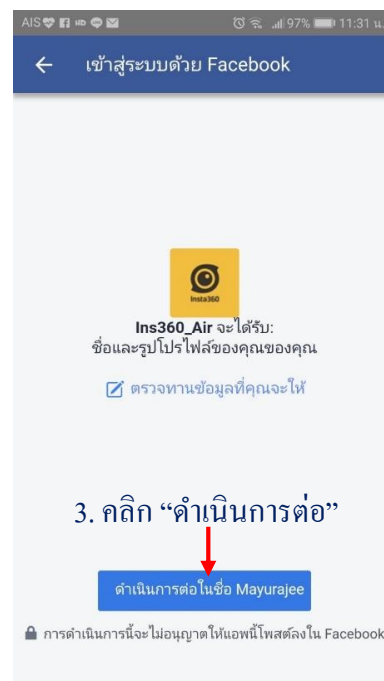 AIS HD 97% 11:31 น.
เข้าสู่ระบบด้วย Facebook
Insta360
Ins360_Air จะได้รับ:
ชื่อและรูปโปรไฟล์ของคุณของคุณ
ตรวจทานข้อมูลที่คุณจะให้
3. คลิก “ดำเนินการต่อ”
ดำเนินการต่อในชื่อ Mayurajee
การดำเนินการนี้จะไม่อนุญาตให้แอพนี้โพสต์ลงใน Facebook